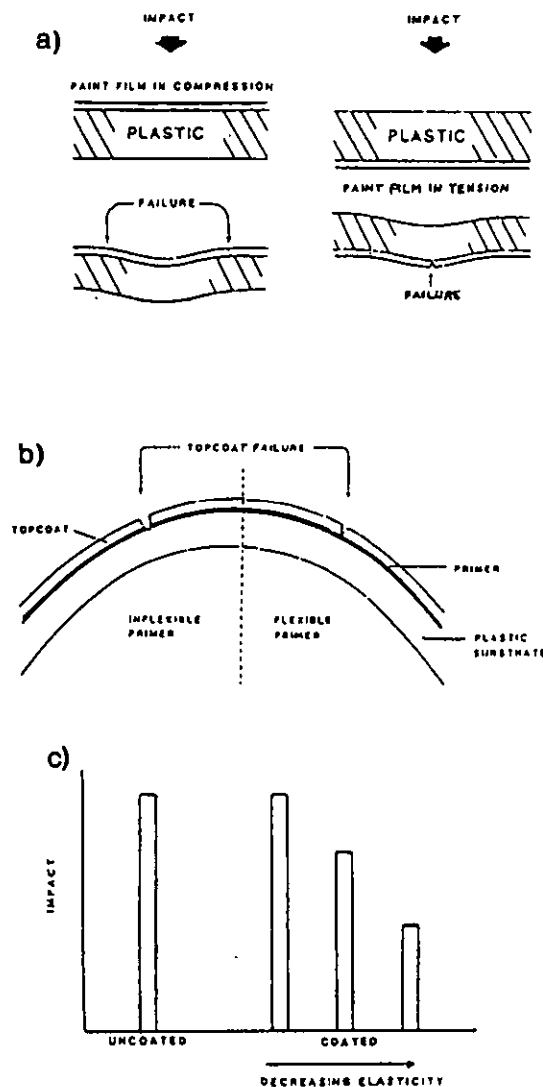 a)
IMPACT
IMPACT
PAINT FILM IN COMPRESSION
PLASTIC
PLASTIC
PAINT FILM IN TENSION
FAILURE
FAILURE
b)
TOPCOAT FAILURE
TOPCOAT
PRIMER
INFLEXIBLE
PRIMER
FLEXIBLE
PRIMER
PLASTIC
SUBSTRATE
c)
IMPACT
UNCOATED
COATED
DECREASING ELASTICITY